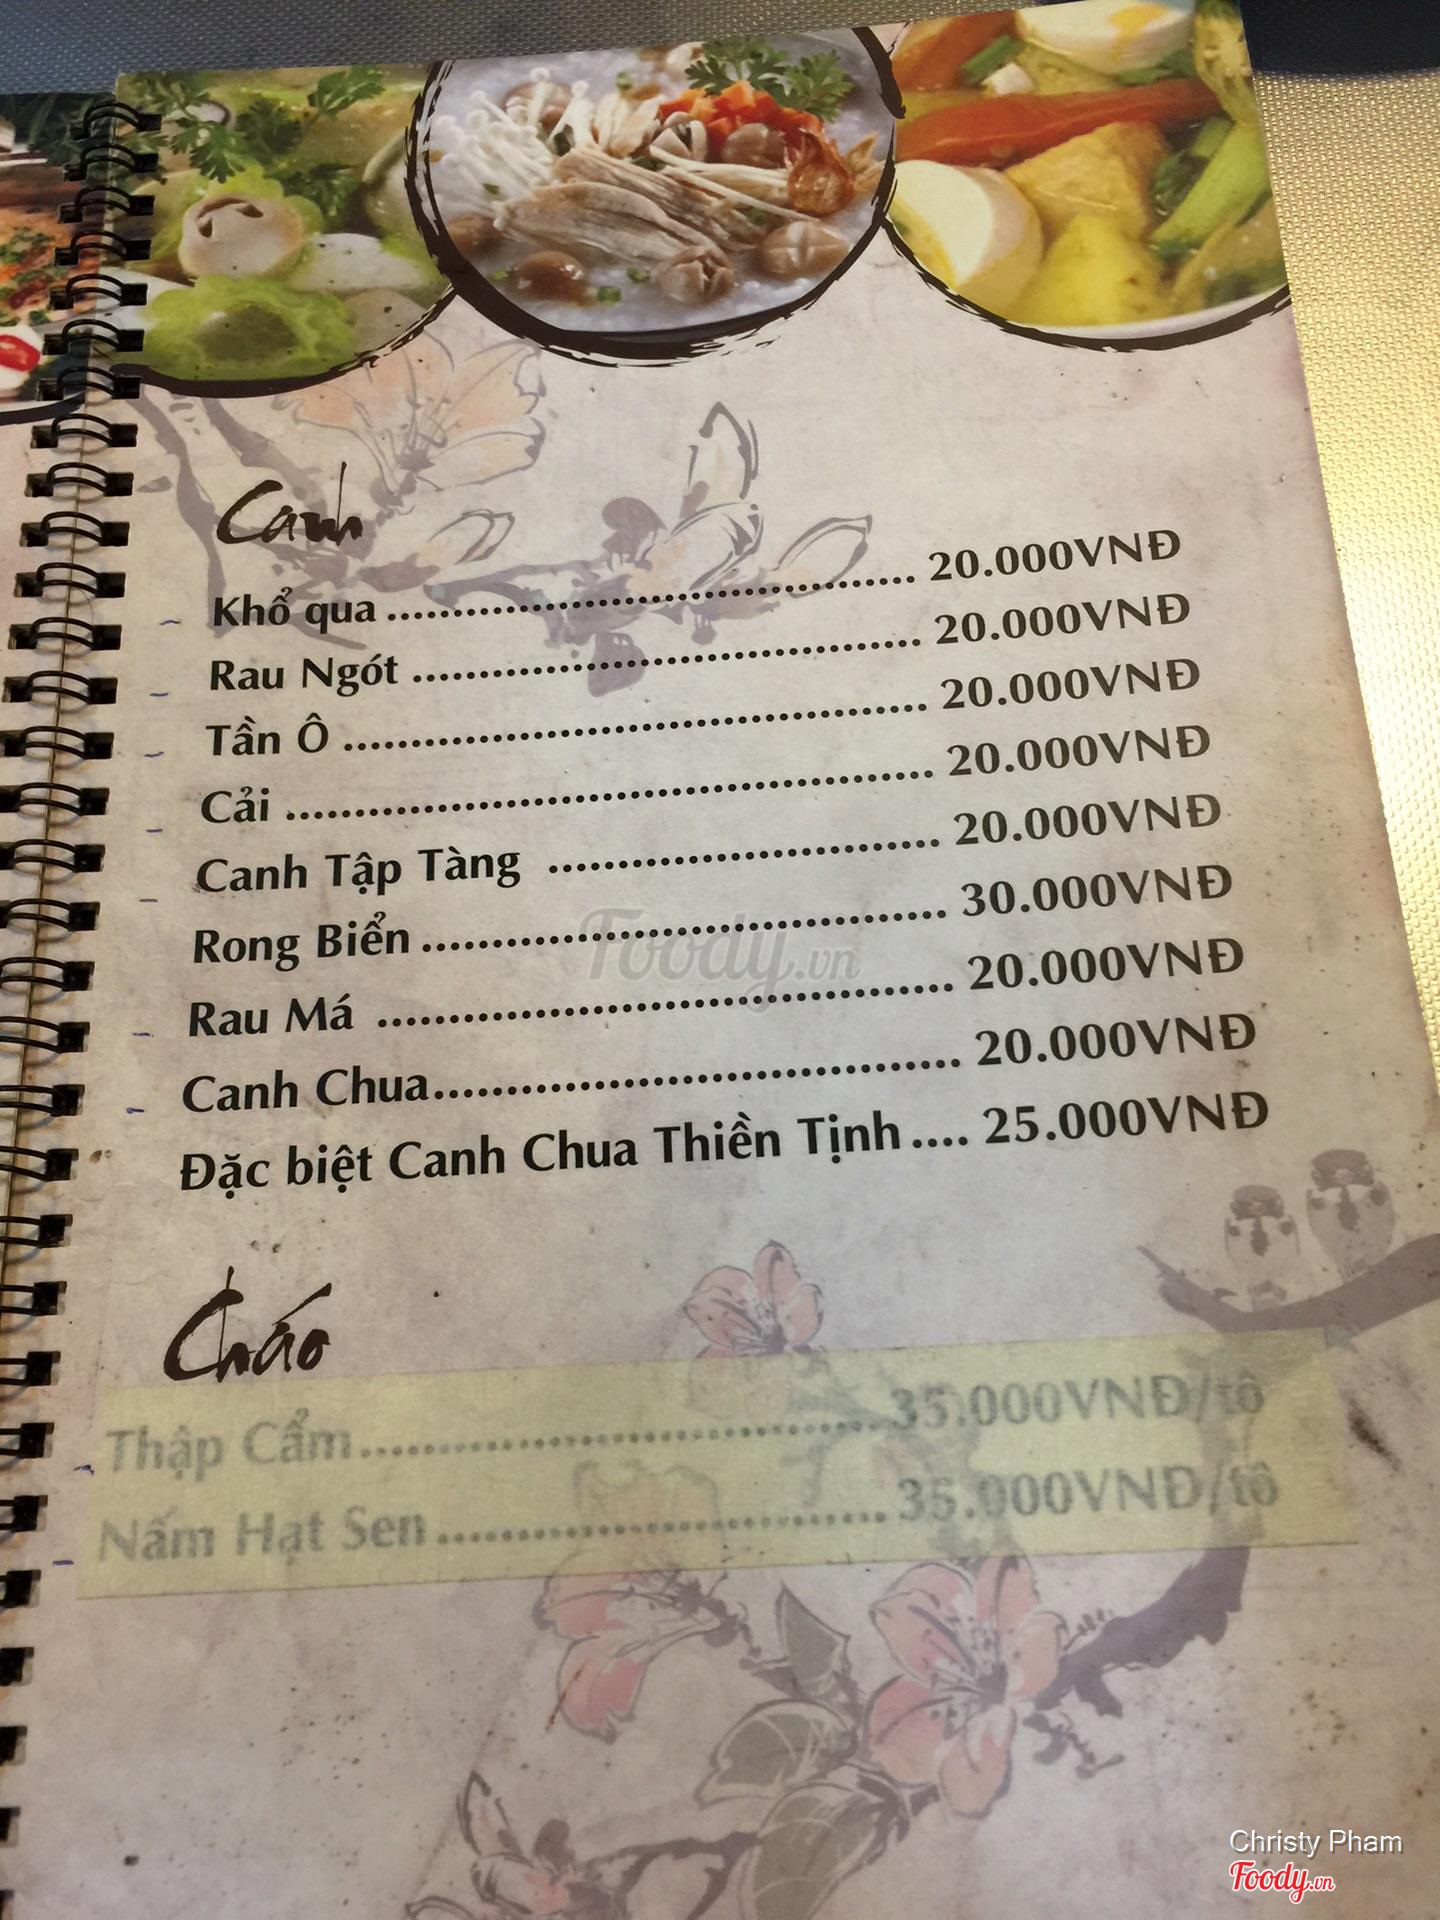 Canh
Khổ qua ........................................ 20.000VNĐ
Rau Ngót ...................................... 20.000VNĐ
Tần Ô ............................................ 20.000VNĐ
Cải ................................................ 20.000VNĐ
Canh Tập Tàng ............................. 20.000VNĐ
Rong Biển ...................................... 30.000VNĐ
Rau Má .......................................... 20.000VNĐ
Canh Chua..................................... 20.000VNĐ
Đặc biệt Canh Chua Thiền Tịnh .... 25.000VNĐ
Cháo
Thập Cẩm...................................... 35.000VNĐ/tô
Nấm Hạt Sen ................................. 35.000VNĐ/tô
Foody.vn
Christy Pham
Foody.vn